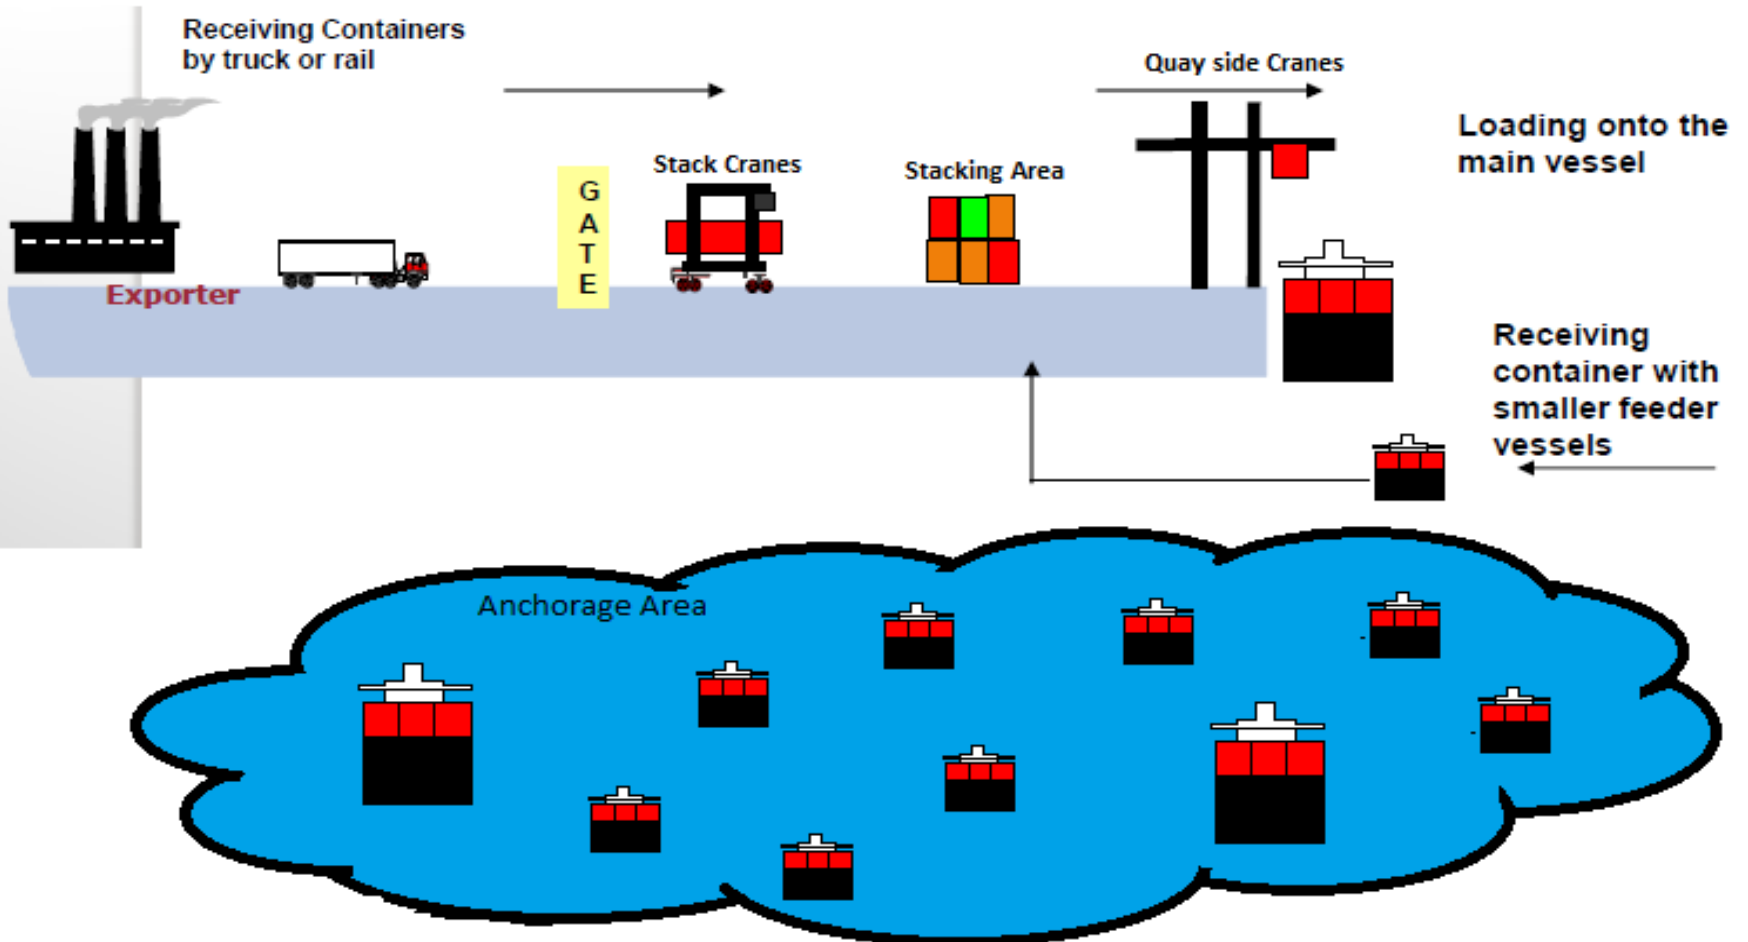 Receiving Containers
by truck or rail
Quay side Cranes
Loading onto the
main vessel
Stack Cranes
Stacking Area
G
A
T
E
Exporter
Receiving
container with
smaller feeder
vessels
Anchorage Area